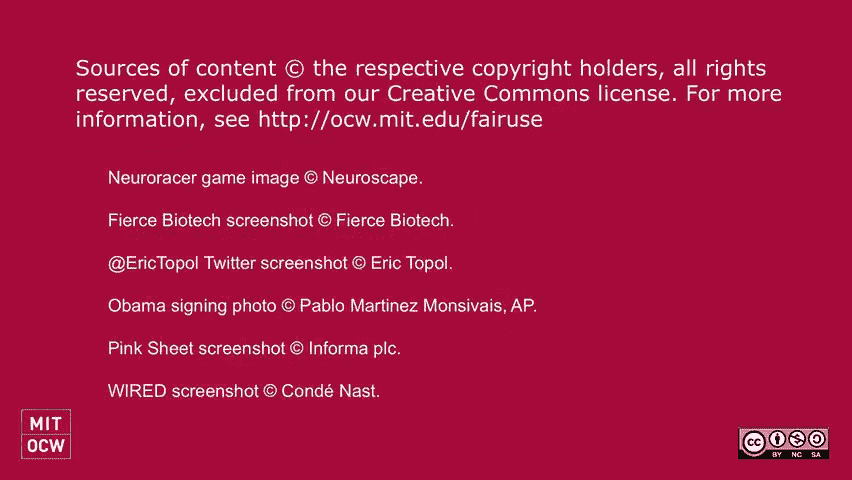 Sources of content © the respective copyright holders, all rights
reserved, excluded from our Creative Commons license. For more
information, see http://ocw.mit.edu/fairuse
Neuroracer game image © Neuroscape.
Fierce Biotech screenshot © Fierce Biotech.
@EricTopol Twitter screenshot © Eric Topol.
Obama signing photo © Pablo Martinez Monsivais, AP.
Pink Sheet screenshot © Informa plc.
WIRED screenshot © Condé Nast.
MIT
OCW
cc
BY NC SA